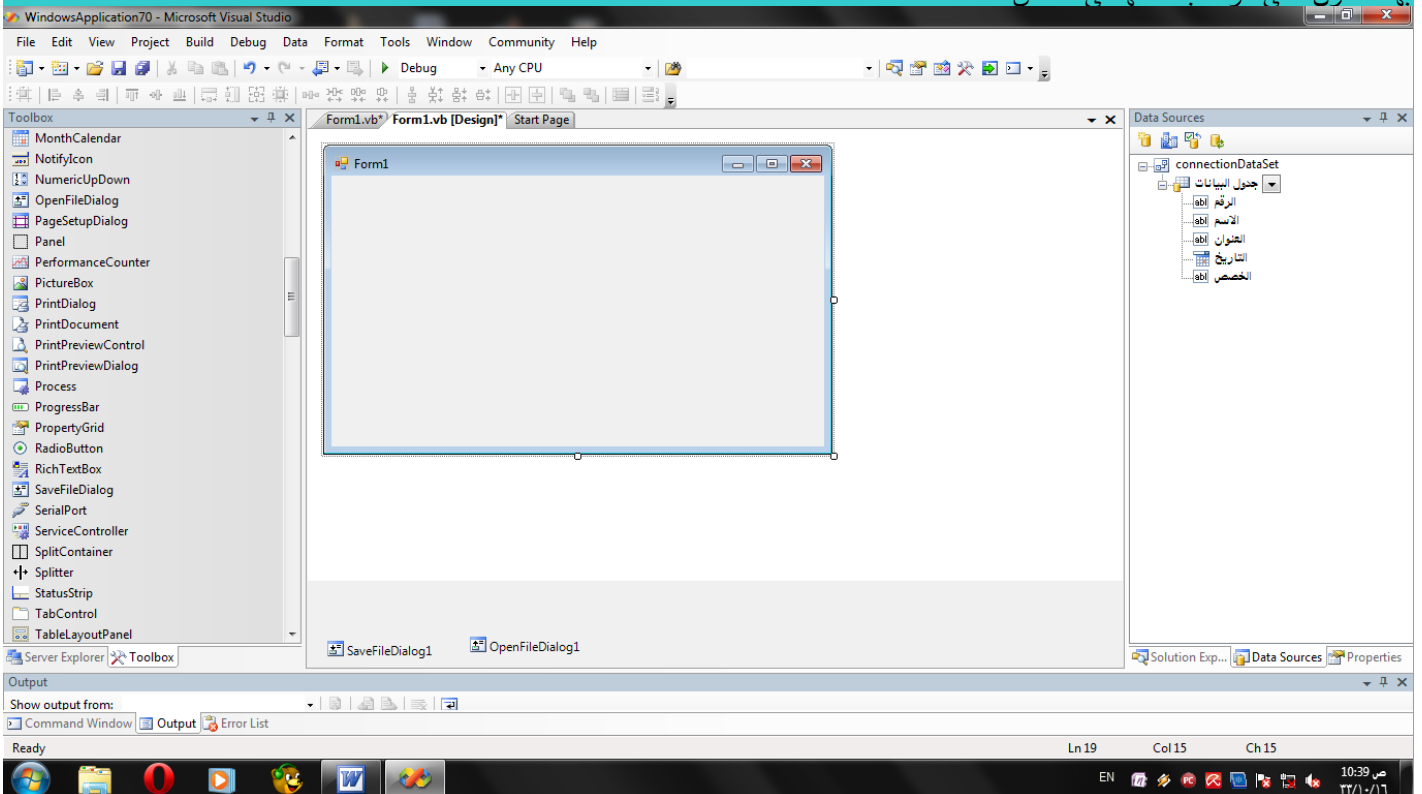 WindowsApplication70 - Microsoft Visual Studio
File Edit View Project Build Debug Data Format Tools Window Community Help
Debug Any CPU
Toolbox
MonthCalendar
NotifyIcon
NumericUpDown
OpenFileDialog
PageSetupDialog
Panel
PerformanceCounter
PictureBox
PrintDialog
PrintDocument
PrintPreviewControl
PrintPreviewDialog
Process
ProgressBar
PropertyGrid
RadioButton
RichTextBox
SaveFileDialog
SerialPort
ServiceController
SplitContainer
Splitter
StatusStrip
TabControl
TableLayoutPanel
Server Explorer Toolbox
Form1.vb* Form1.vb [Design]* Start Page
Form1
SaveFileDialog1 OpenFileDialog1
Data Sources
connectionDataSet
جدول البيانات
الرقم
الاسم
العنوان
التاريخ
الخصص
Solution Exp... Data Sources Properties
Output
Show output from:
Command Window Output Error List
Ready Ln 19 Col 15 Ch 15
EN 10:39 ص
٣٣/١٠/١٦